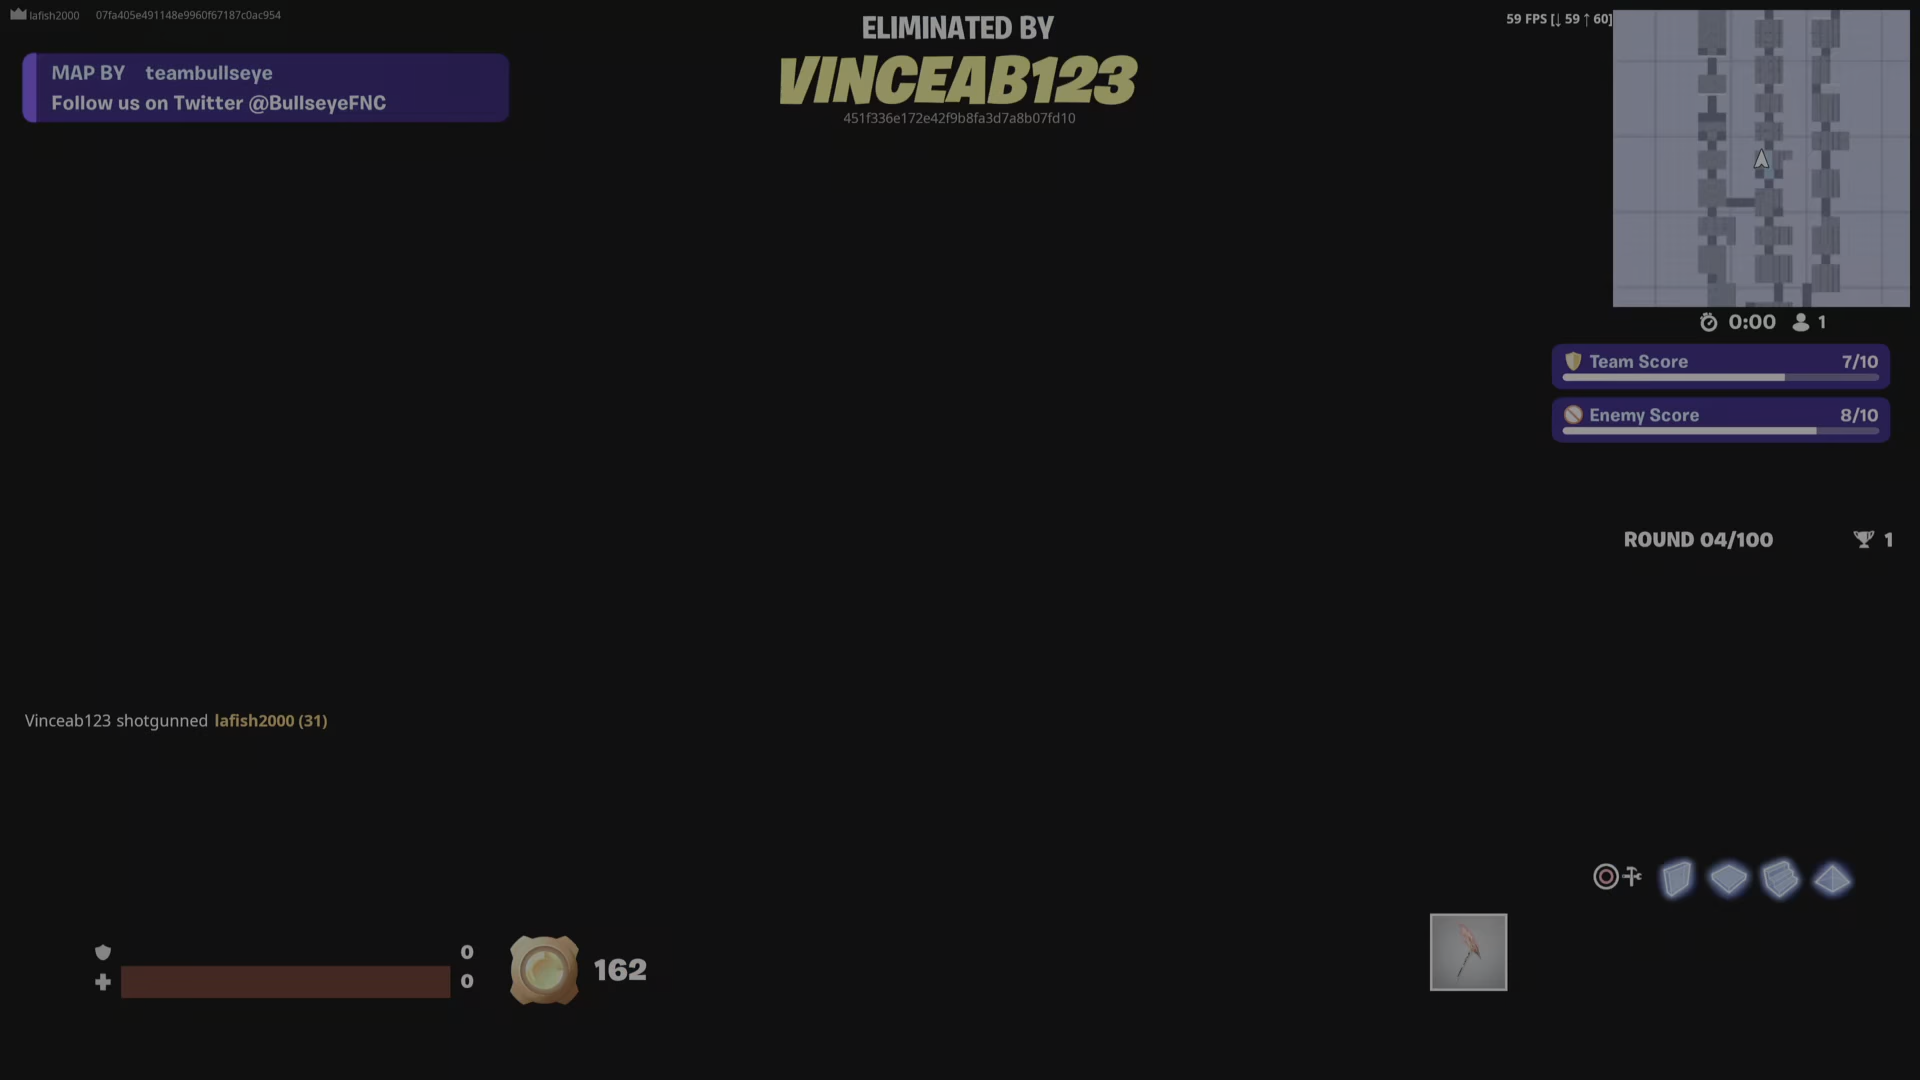 lafish2000 07fa405e491148e9960f67187c0ac954
MAP BY teambullseye
Follow us on Twitter @BullseyeFNC
ELIMINATED BY
VINCEAB123
451f336e172e42f9b8fa3d7a8b07fd10
59 FPS [↓ 59 ↑ 60]
0:00 1
Team Score 7/10
Enemy Score 8/10
ROUND 04/100 1
Vinceab123 shotgunned lafish2000 (31)
0
0
162